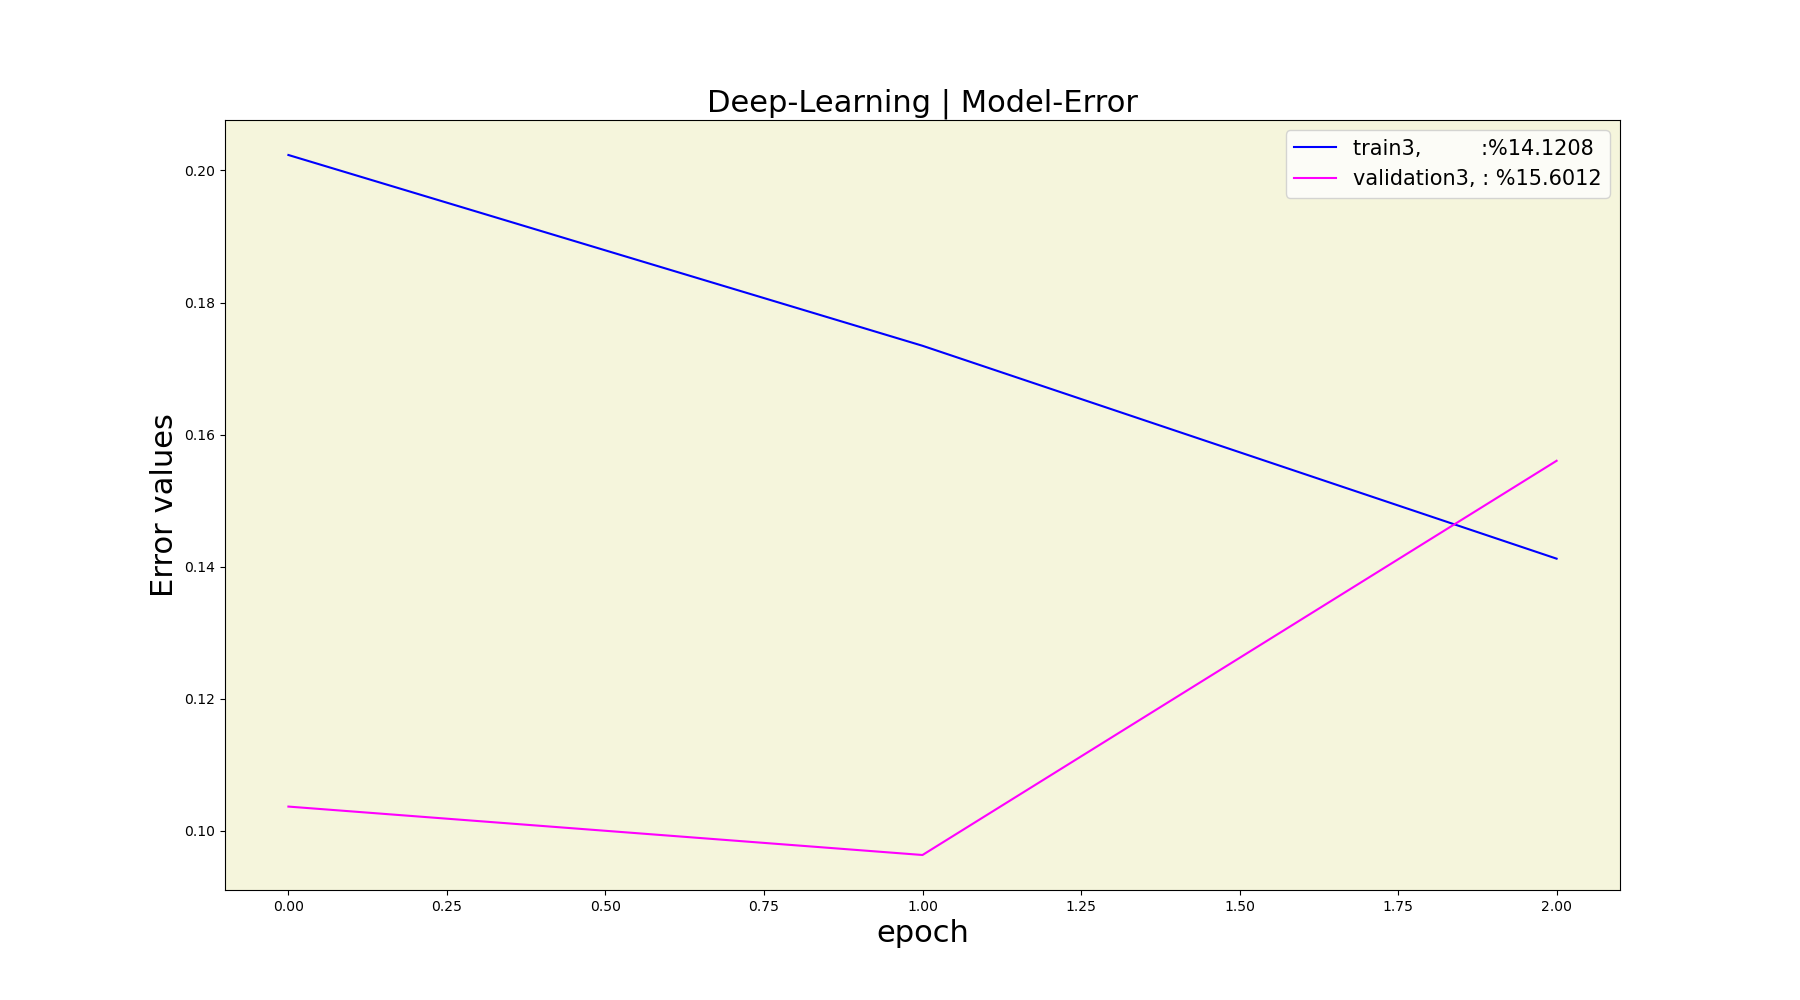 Deep-Learning | Model-Error
train3,          :%14.1208
validation3, : %15.6012
Error values
0.20
0.18
0.16
0.14
0.12
0.10
0.00 0.25 0.50 0.75 1.00 1.25 1.50 1.75 2.00
epoch